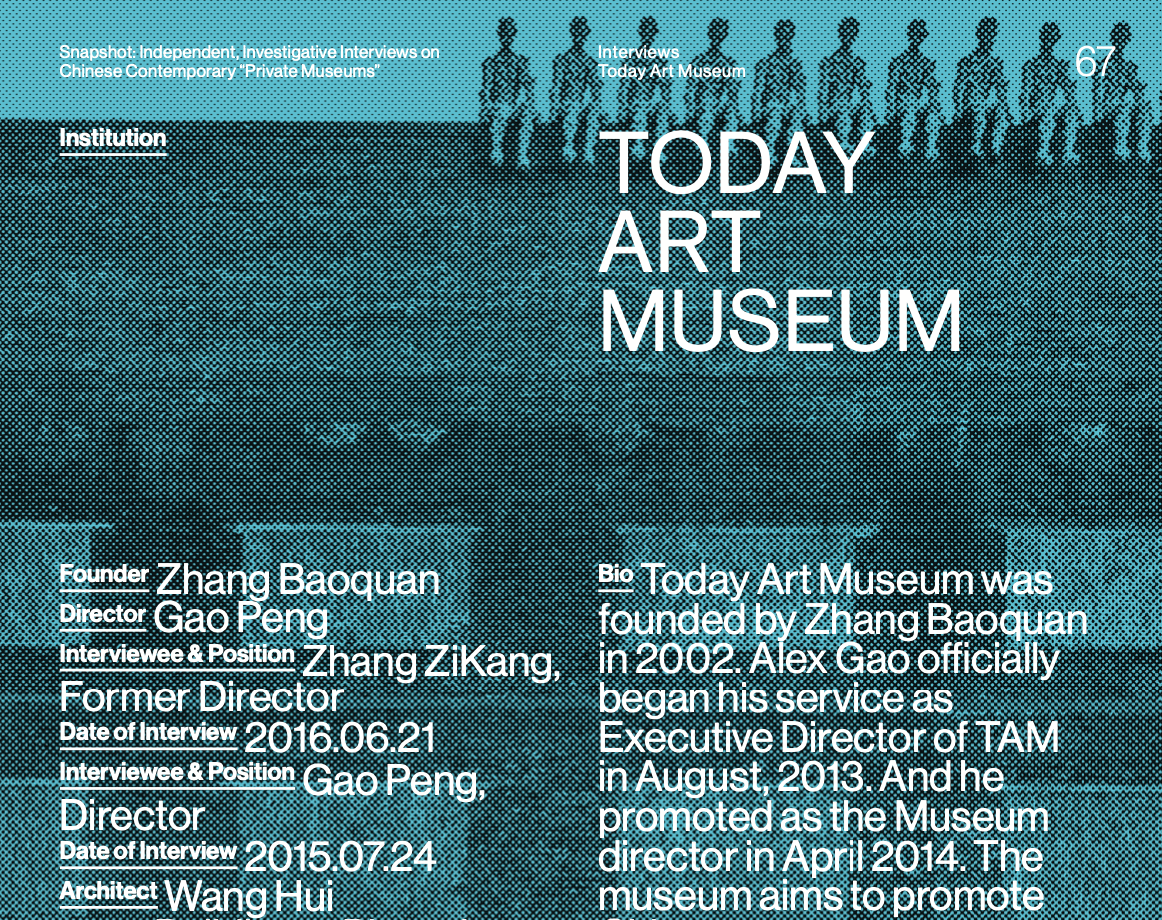 Snapshot: Independent, Investigative Interviews on
Chinese Contemporary “Private Museums”
Interviews
Today Art Museum
67
Institution
TODAY
ART
MUSEUM
Founder Zhang Baoquan
Director Gao Peng
Interviewee & Position Zhang ZiKang,
Former Director
Date of Interview 2016.06.21
Interviewee & Position Gao Peng,
Director
Date of Interview 2015.07.24
Architect Wang Hui
Bio Today Art Museum was
founded by Zhang Baoquan
in 2002. Alex Gao officially
began his service as
Executive Director of TAM
in August, 2013. And he
promoted as the Museum
director in April 2014. The
museum aims to promote